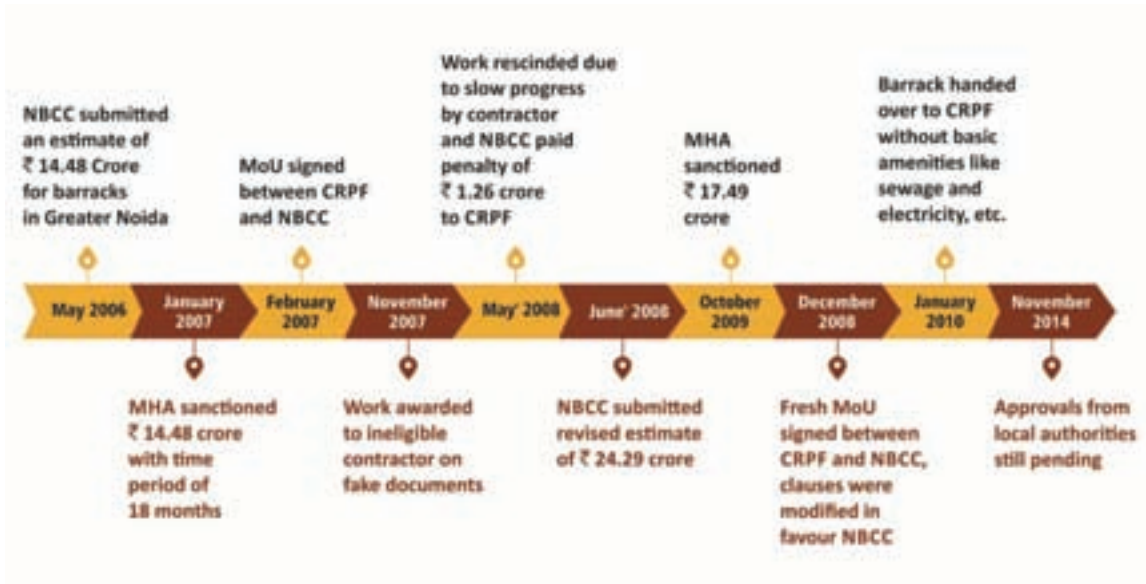 NBCC submitted
an estimate of
₹ 14.48 Crore
for barracks
in Greater Noida
MoU signed
between CRPF
and NBCC
Work rescinded due
to slow progress
by contractor
and NBCC paid
penalty of
₹ 1.26 crore
to CRPF
MHA
sanctioned
₹ 17.49
crore
Barrack handed
over to CRPF
without basic
amenities like
sewage and
electricity, etc.
May 2006
January
2007
February
2007
November
2007
May' 2008
June' 2008
October
2009
December
2008
January
2010
November
2014
MHA sanctioned
₹ 14.48 crore
with time
period of
18 months
Work awarded
to ineligible
contractor on
fake documents
NBCC submitted
revised estimate
of ₹ 24.29 crore
Fresh MoU
signed between
CRPF and NBCC,
clauses were
modified in
favour NBCC
Approvals from
local authorities
still pending